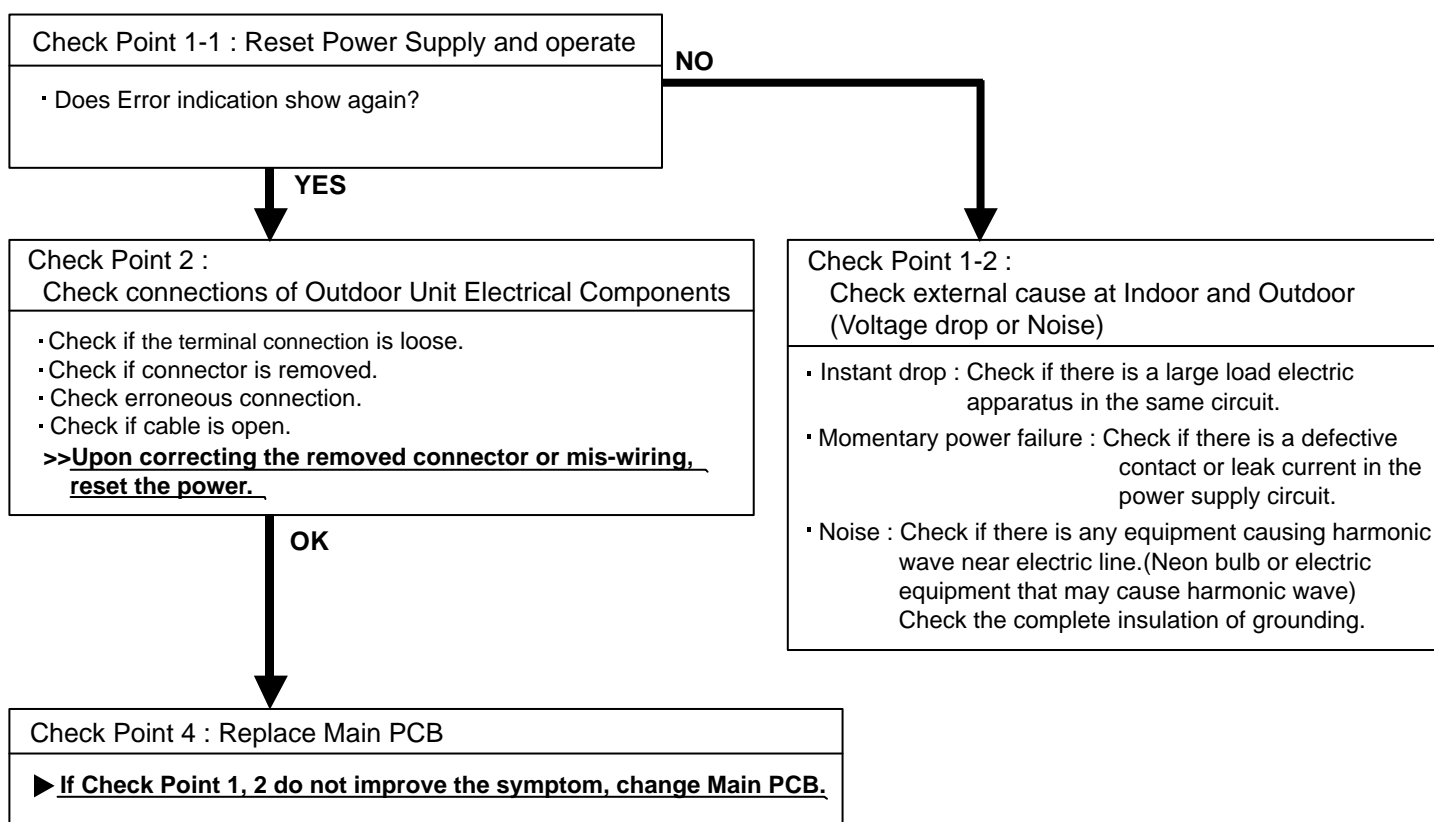 Check Point 1-1 : Reset Power Supply and operate
· Does Error indication show again?
NO
YES
Check Point 2 :
Check connections of Outdoor Unit Electrical Components
· Check if the terminal connection is loose.
· Check if connector is removed.
· Check erroneous connection.
· Check if cable is open.
>>Upon correcting the removed connector or mis-wiring,
reset the power.
Check Point 1-2 :
Check external cause at Indoor and Outdoor
(Voltage drop or Noise)
· Instant drop : Check if there is a large load electric
apparatus in the same circuit.
· Momentary power failure : Check if there is a defective
contact or leak current in the
power supply circuit.
· Noise : Check if there is any equipment causing harmonic
wave near electric line.(Neon bulb or electric
equipment that may cause harmonic wave)
Check the complete insulation of grounding.
OK
Check Point 4 : Replace Main PCB
▶ If Check Point 1, 2 do not improve the symptom, change Main PCB.